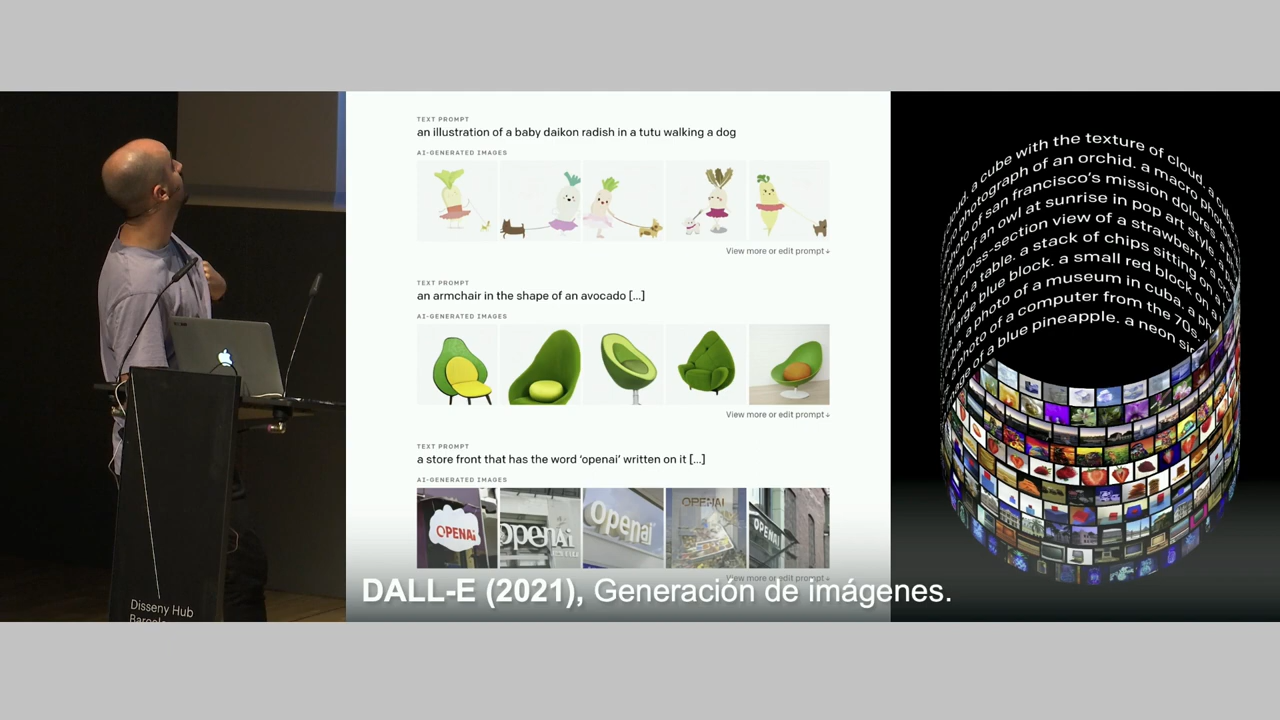 TEXT PROMPT
an illustration of a baby daikon radish in a tutu walking a dog
AI-GENERATED IMAGES
View more or edit prompt ↓
TEXT PROMPT
an armchair in the shape of an avocado [...]
AI-GENERATED IMAGES
View more or edit prompt ↓
TEXT PROMPT
a store front that has the word ‘openai’ written on it [...]
AI-GENERATED IMAGES
OPENAi
openAi
openai
OPENAI
OPENAI
View more or edit prompt ↓
DALL-E (2021), Generación de imágenes.
a cube with the texture of cloud. a
photograph of an orchid. a macro
of san francisco's mission dolores
of an owl at sunrise in pop art style.
cross-section view of a strawberry.
on a table. a stack of chips sitting on a
a blue block. a small red block on
a photo of a museum in cuba. a
photo of a computer from the 70s.
of a blue pineapple. a neon
Disseny Hub